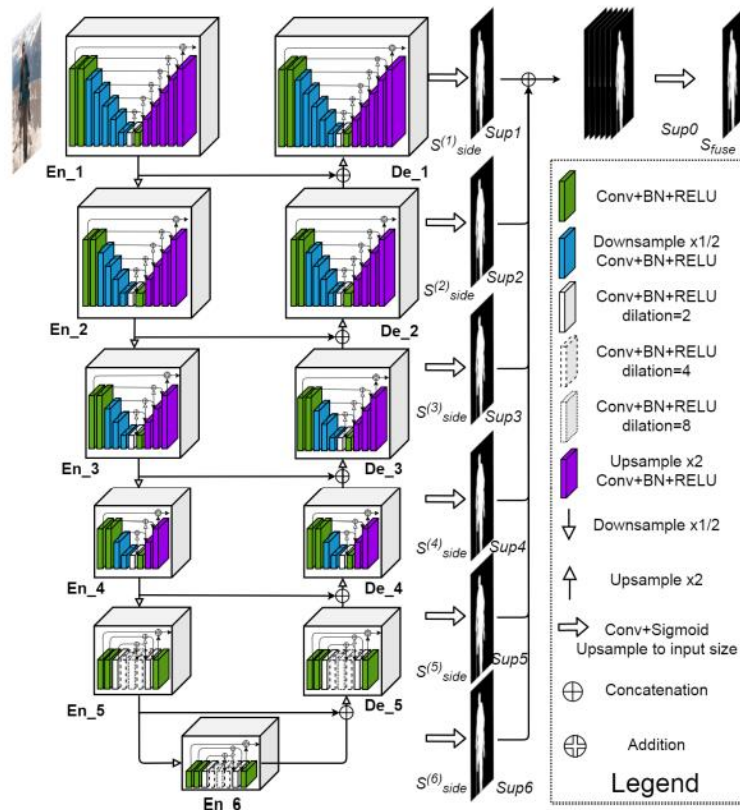 S(1)side
Sup1
Sup0
Sfuse
En_1
De_1
S(2)side
Sup2
En_2
De_2
S(3)side
Sup3
En_3
De_3
S(4)side
Sup4
En_4
De_4
S(5)side
Sup5
En_5
De_5
S(6)side
Sup6
En_6
Conv+BN+RELU
Downsample x1/2
Conv+BN+RELU
Conv+BN+RELU
dilation=2
Conv+BN+RELU
dilation=4
Conv+BN+RELU
dilation=8
Upsample x2
Conv+BN+RELU
Downsample x1/2
Upsample x2
Conv+Sigmoid
Upsample to input size
Concatenation
Addition
Legend